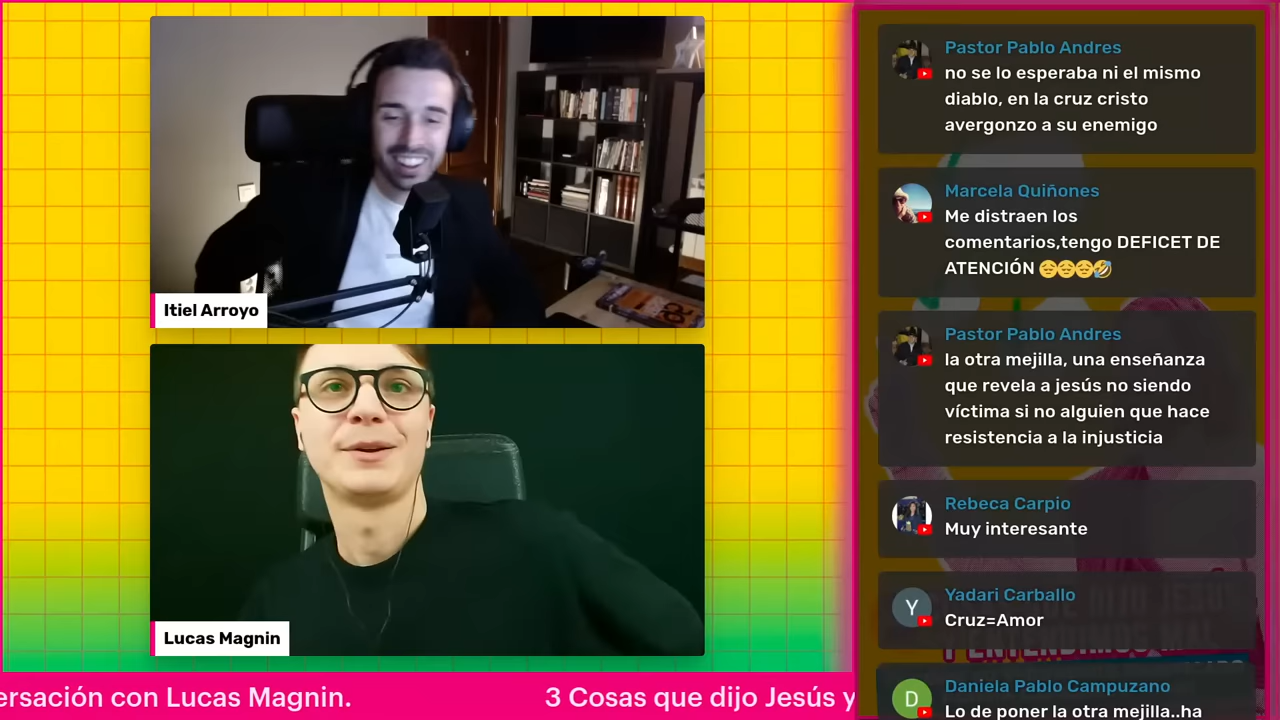 Itiel Arroyo
Lucas Magnin
ersación con Lucas Magnin.
3 Cosas que dijo Jesús y
Pastor Pablo Andres
no se lo esperaba ni el mismo
diablo, en la cruz cristo
avergonzo a su enemigo
Marcela Quiñones
Me distraen los
comentarios,tengo DEFICET DE
ATENCIÓN 😔😔😔🤣
Pastor Pablo Andres
la otra mejilla, una enseñanza
que revela a jesús no siendo
víctima si no alguien que hace
resistencia a la injusticia
Rebeca Carpio
Muy interesante
Y
Yadari Carballo
Cruz=Amor
D
Daniela Pablo Campuzano
Lo de poner la otra mejilla..ha